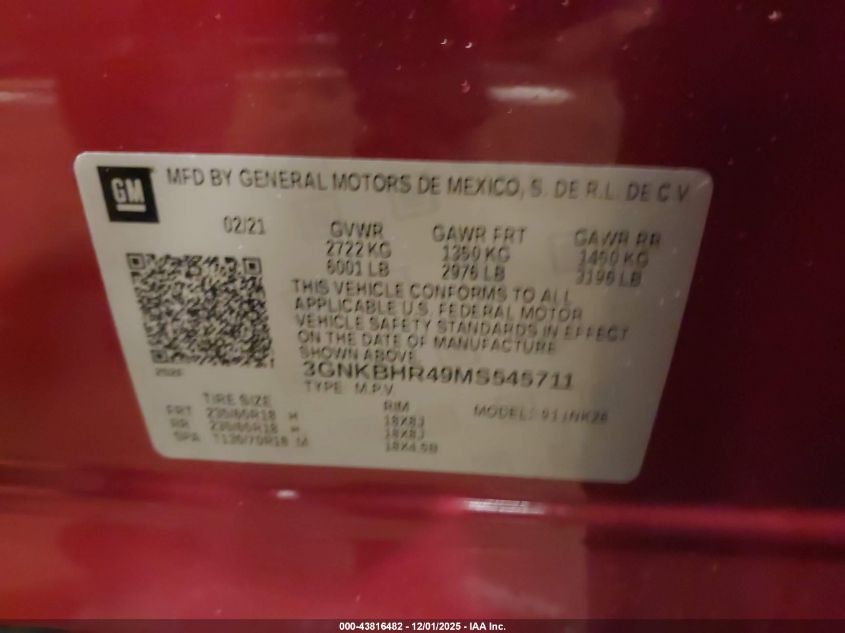 GM
MFD BY GENERAL MOTORS DE MEXICO, S. DE R.L. DE C V
02/21 GVWR GAWR FRT GAWR RR
2722 KG 1350 KG 1450 KG
6001 LB 2976 LB 3196 LB
THIS VEHICLE CONFORMS TO ALL
APPLICABLE U.S. FEDERAL MOTOR
VEHICLE SAFETY STANDARDS IN EFFECT
ON THE DATE OF MANUFACTURE
SHOWN ABOVE.
3GNKBHR49MS545711
TYPE: M.P.V.
TIRE SIZE RIM MODEL:
FRT 235/65R18 H 18X8J
RR 235/65R18 H 18X8J
SPA T135/70R18 M 18X4.5B
000-43816482 - 12/01/2025 - IAA Inc.